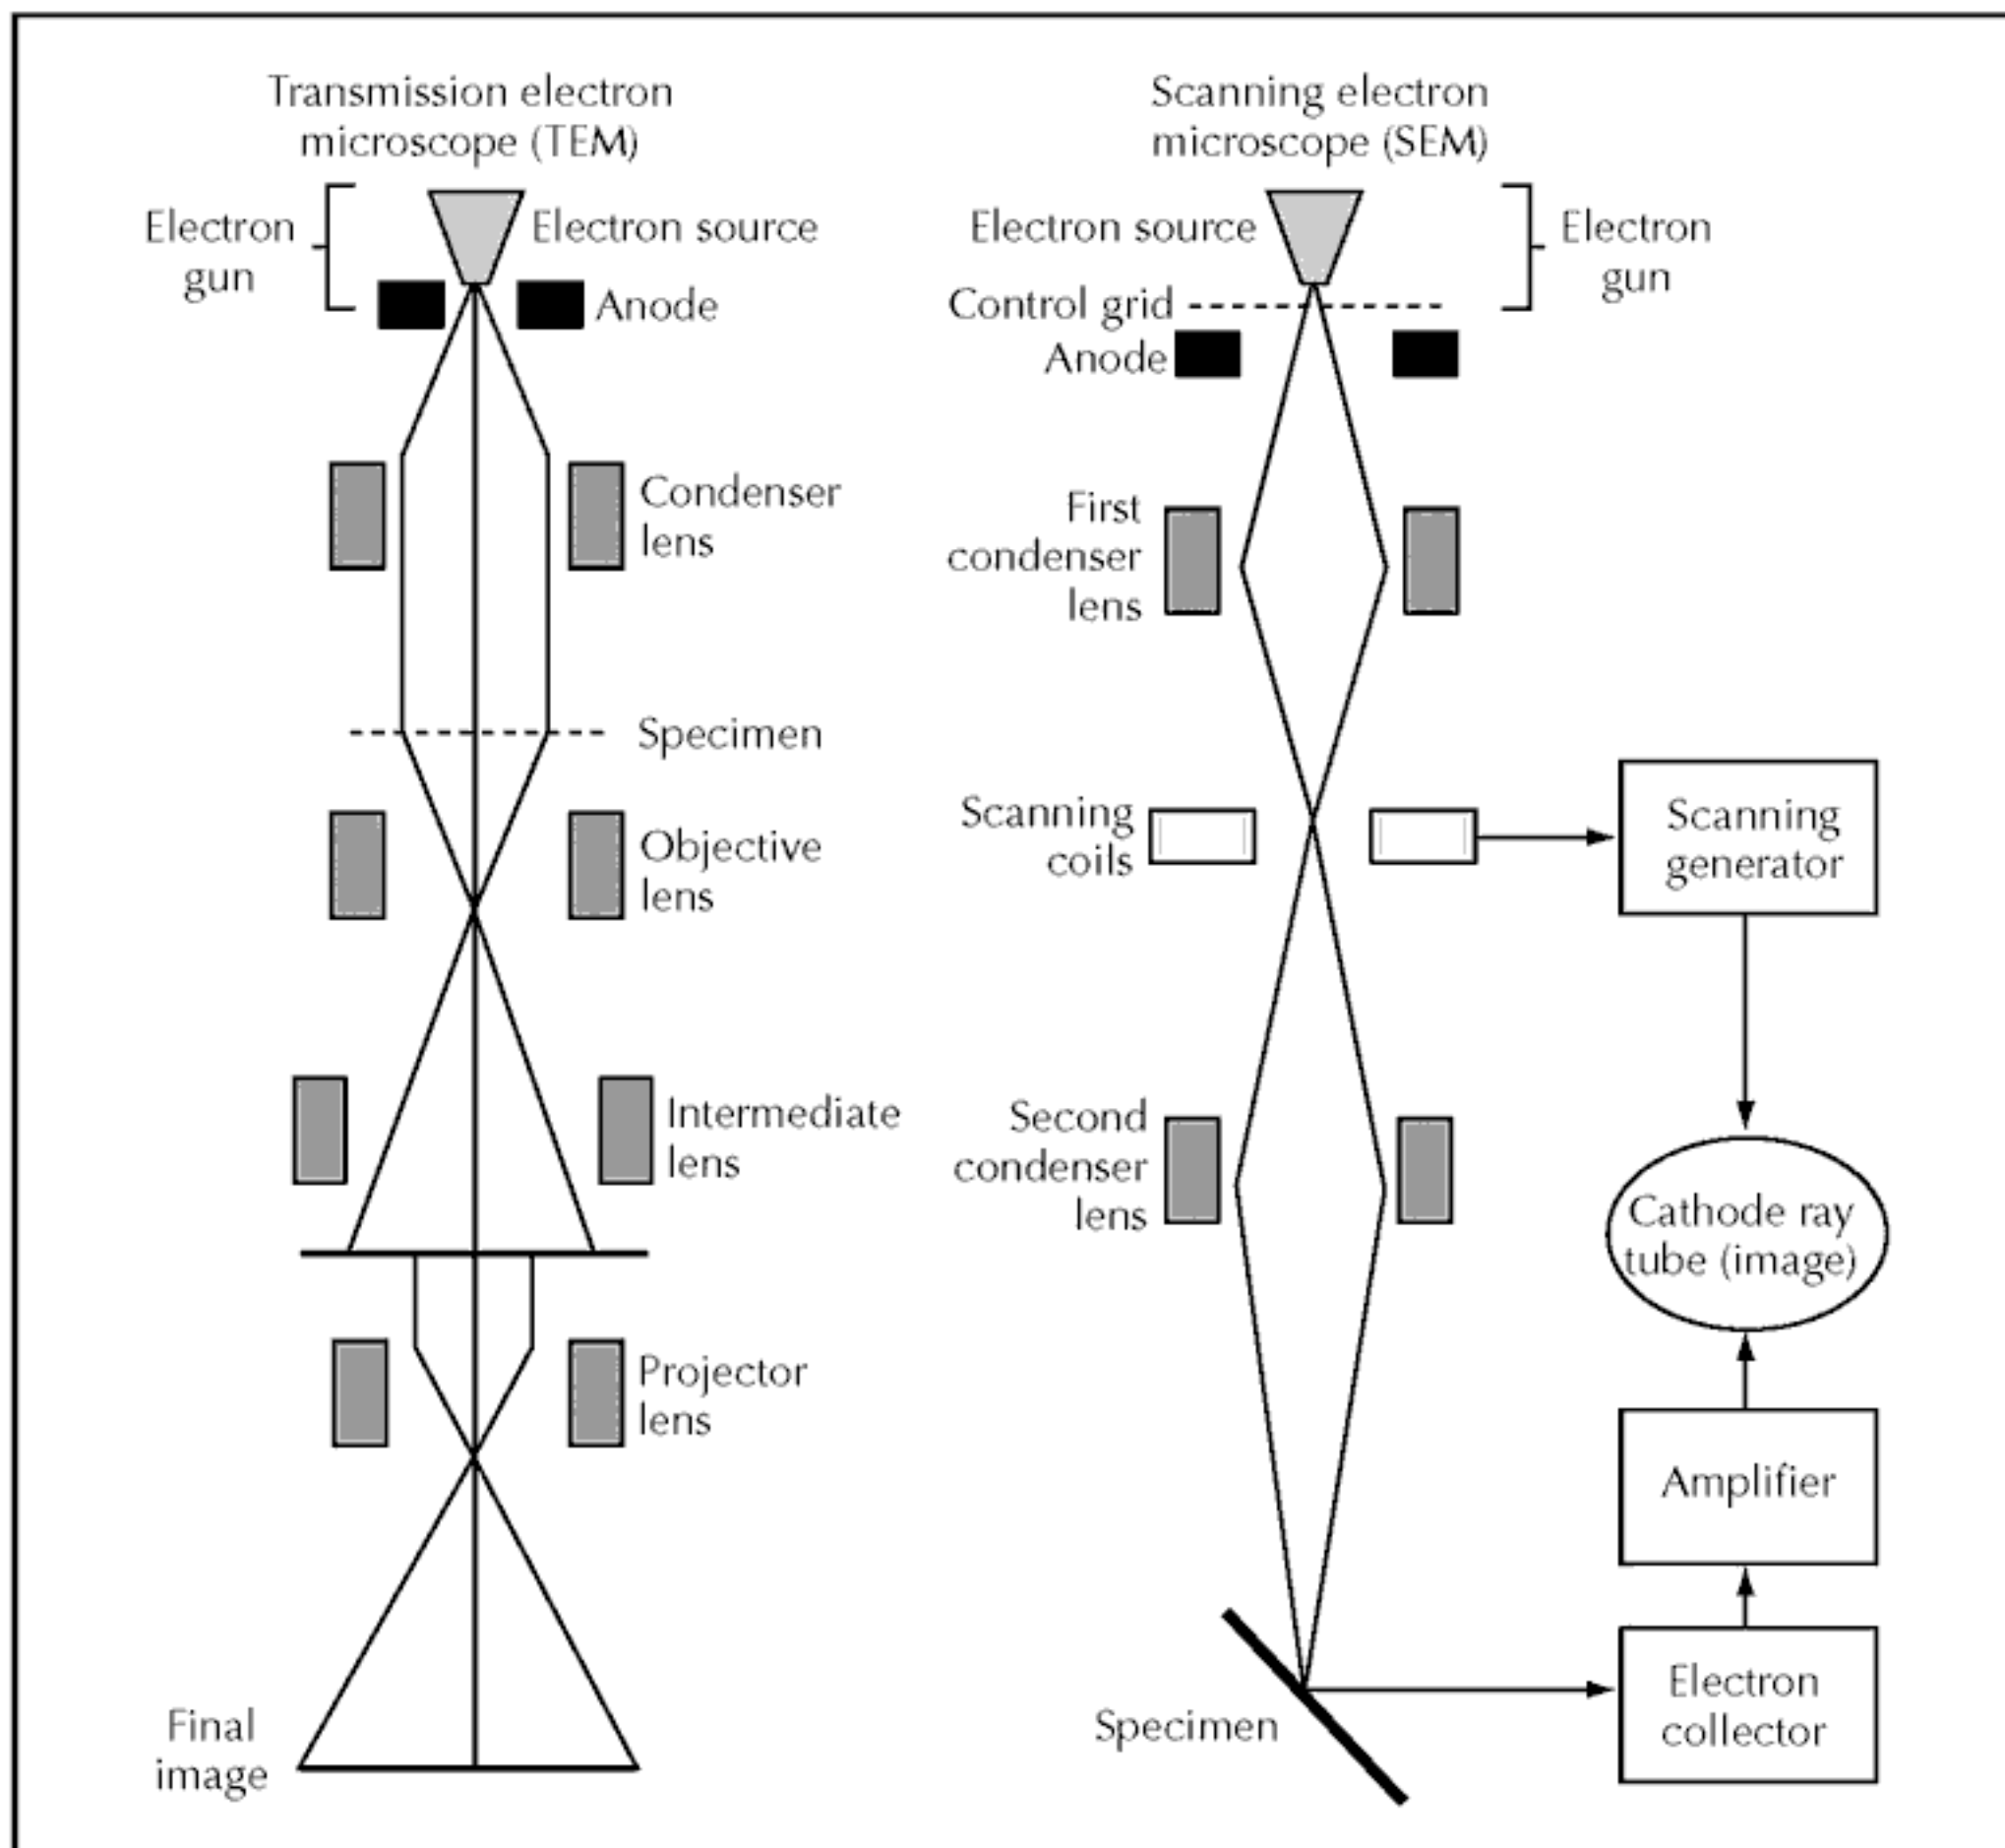 Transmission electron
microscope (TEM)
Electron
gun
Electron source
Anode
Condenser
lens
Specimen
Objective
lens
Intermediate
lens
Projector
lens
Final
image
Scanning electron
microscope (SEM)
Electron source
Electron
gun
Control grid
Anode
First
condenser
lens
Scanning
coils
Scanning
generator
Second
condenser
lens
Cathode ray
tube (image)
Amplifier
Electron
collector
Specimen